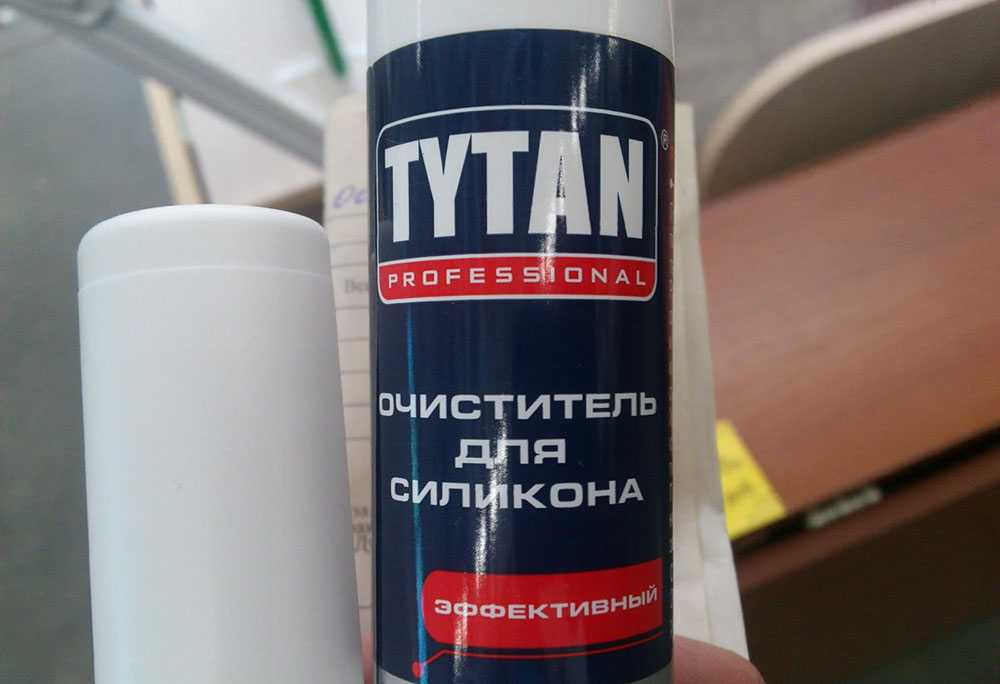 TYTAN
®
PROFESSIONAL
ОЧИСТИТЕЛЬ
ДЛЯ
СИЛИКОНА
ЭФФЕКТИВНЫЙ